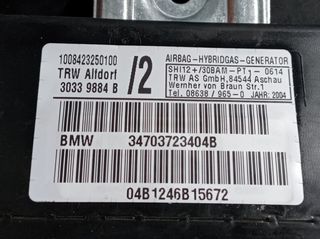 1008423250100
TRW Alfdorf
3033 9884 B
/2
AIRBAG-HYBRIDGAS-GENERATOR
SHI12+/30BAM-PT1-0614
TRW AS GmbH,84544 Aschau
Wernher von Braun Str.1
Tel. 08638/965-0 JAHR:2004
BMW 34703723404B
04B1246B15672